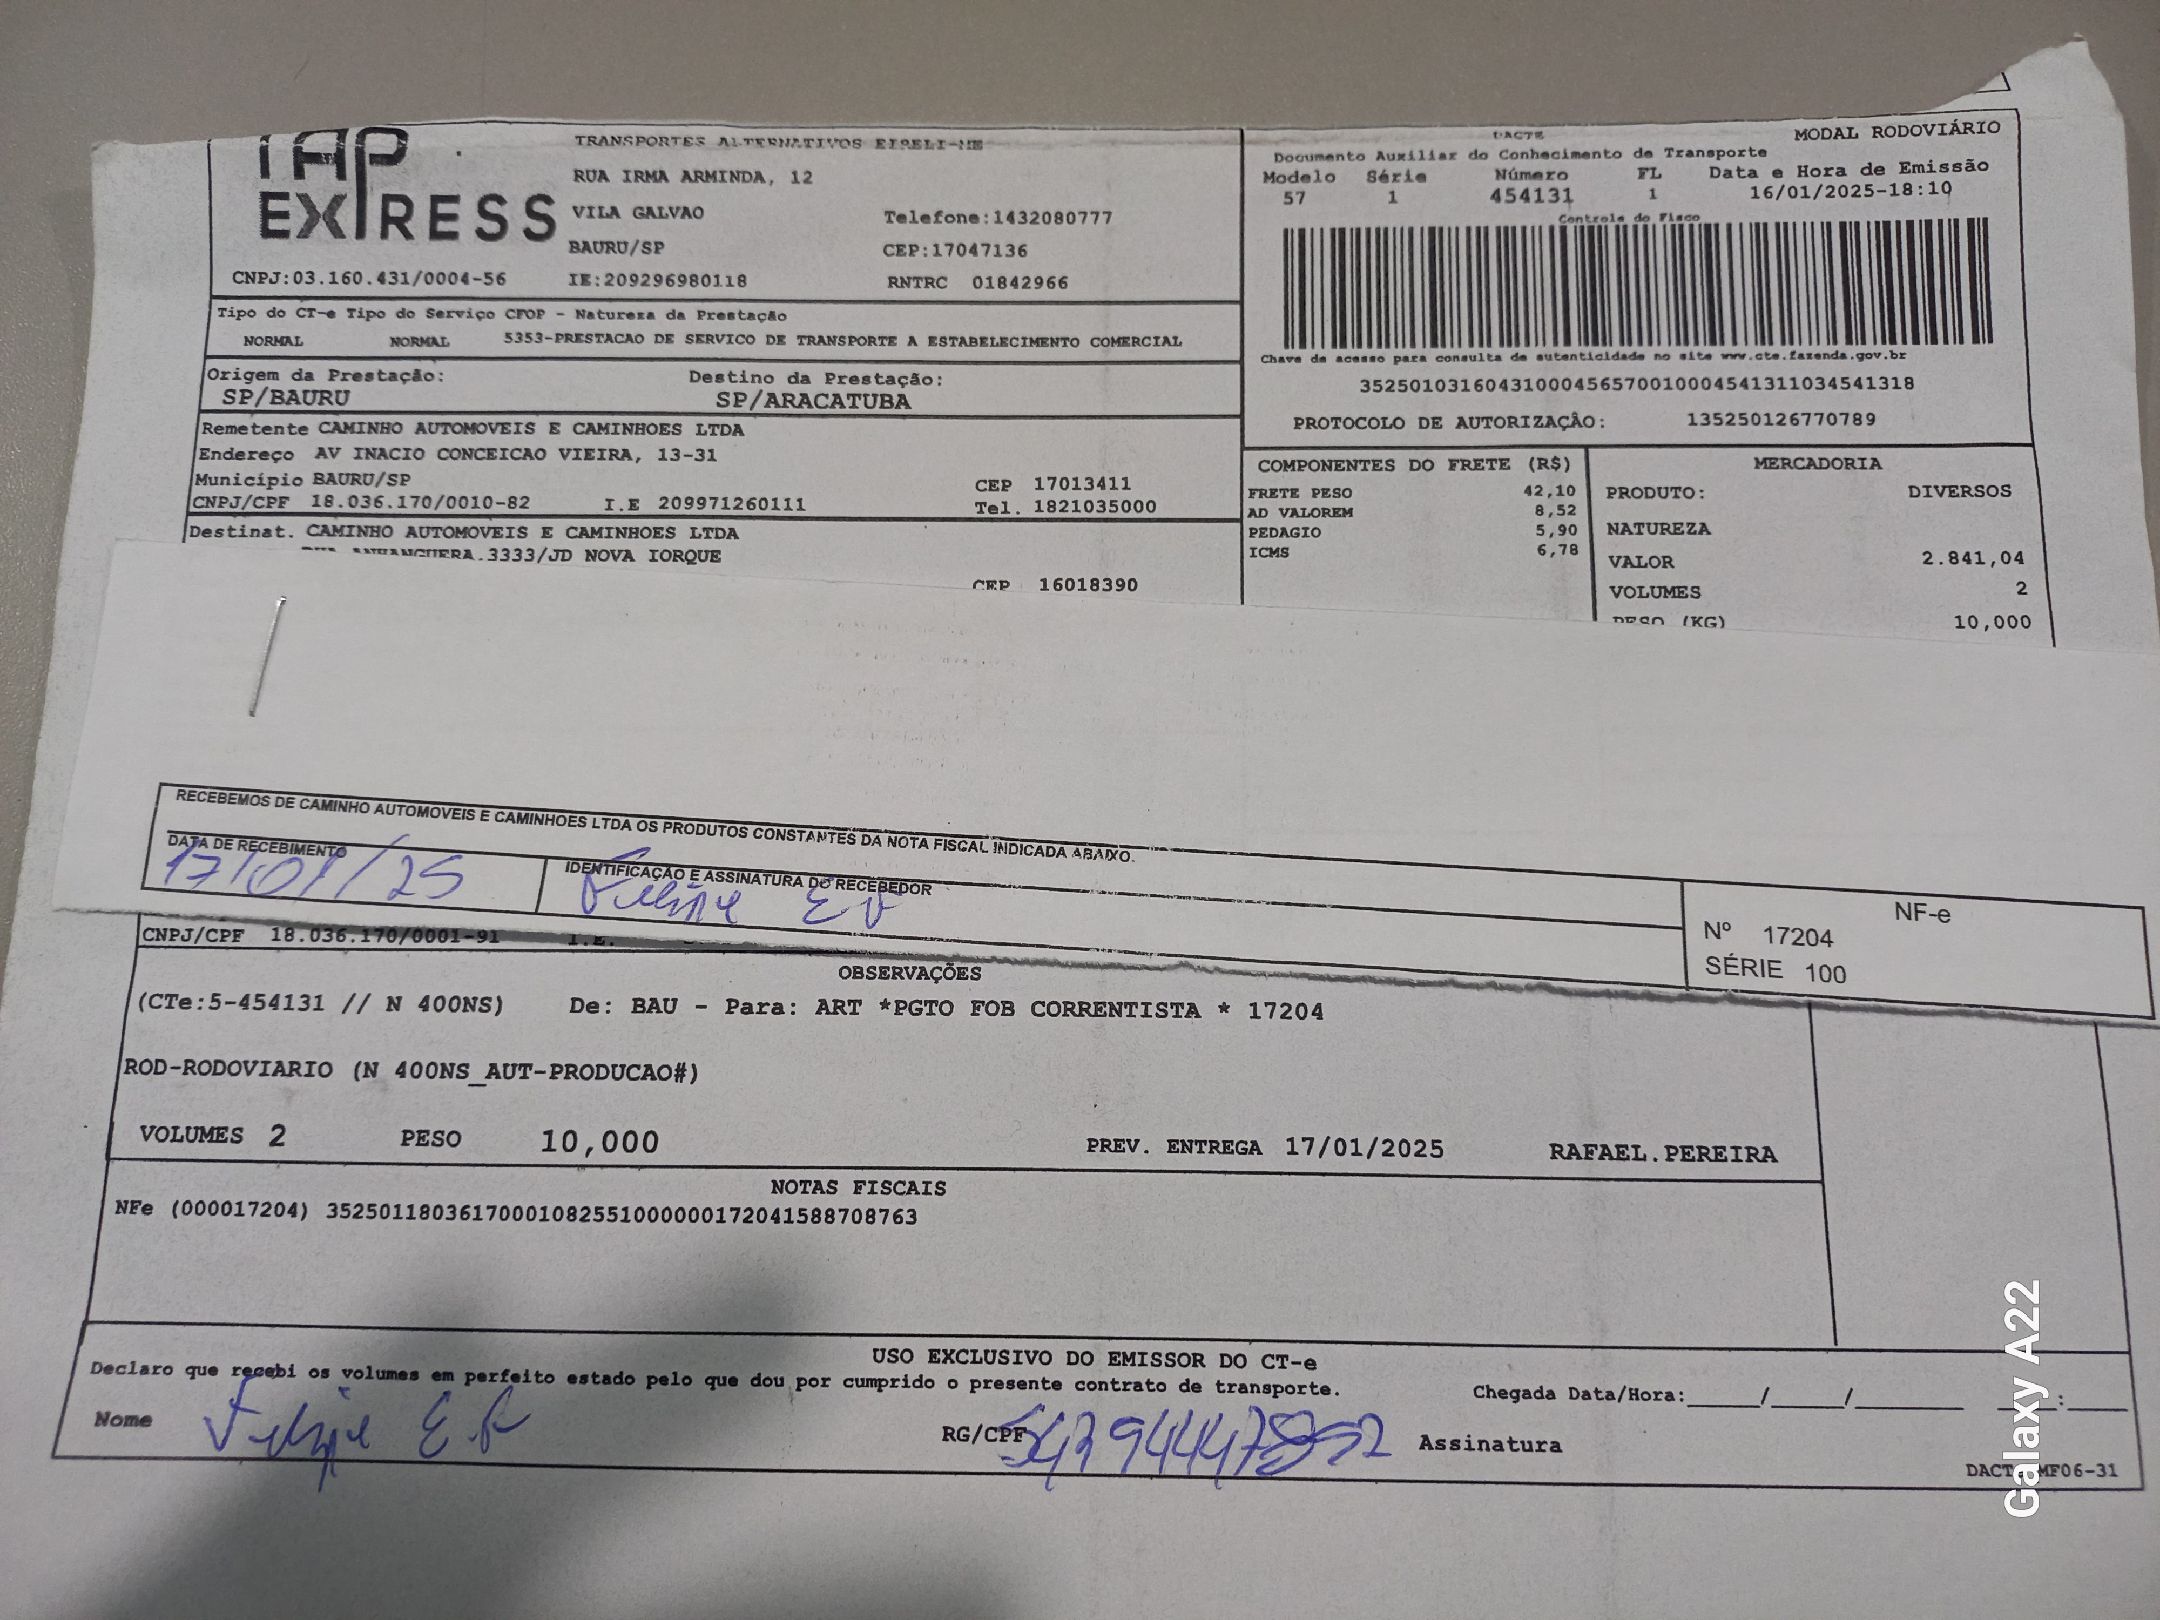 TAP
EXPRESS
TRANSPORTES ALTERNATIVOS EIRELI-ME
RUA IRMA ARMINDA, 12
VILA GALVAO
Telefone:1432080777
BAURU/SP
CEP:17047136
CNPJ:03.160.431/0004-56
IE:209296980118
RNTRC 01842966
DACTE
MODAL RODOVIÁRIO
Documento Auxiliar do Conhecimento de Transporte
Modelo Série Número FL Data e Hora de Emissão
57 1 454131 1 16/01/2025-18:10
Controle do Fisco
Chave de acesso para consulta de autenticidade no site www.cte.fazenda.gov.br
35250103160431000456570010004541311034541318
PROTOCOLO DE AUTORIZAÇÂO: 135250126770789
Tipo do CT-e Tipo do Serviço CFOP - Natureza da Prestação
NORMAL NORMAL 5353-PRESTACAO DE SERVICO DE TRANSPORTE A ESTABELECIMENTO COMERCIAL
Origem da Prestação: Destino da Prestação:
SP/BAURU SP/ARACATUBA
Remetente CAMINHO AUTOMOVEIS E CAMINHOES LTDA
Endereço AV INACIO CONCEICAO VIEIRA, 13-31
Município BAURU/SP CEP 17013411
CNPJ/CPF 18.036.170/0010-82 I.E 209971260111 Tel. 1821035000
Destinat. CAMINHO AUTOMOVEIS E CAMINHOES LTDA
ANHANGUERA,3333/JD NOVA IORQUE
CEP 16018390
COMPONENTES DO FRETE (R$)
FRETE PESO 42,10
AD VALOREM 8,52
PEDAGIO 5,90
ICMS 6,78
MERCADORIA
PRODUTO: DIVERSOS
NATUREZA
VALOR 2.841,04
VOLUMES 2
PESO (KG) 10,000
RECEBEMOS DE CAMINHO AUTOMOVEIS E CAMINHOES LTDA OS PRODUTOS CONSTANTES DA NOTA FISCAL INDICADA ABAIXO.
DATA DE RECEBIMENTO
17/01/25
IDENTIFICAÇÃO E ASSINATURA DO RECEBEDOR
Felipe E
NF-e
Nº 17204
SÉRIE 100
CNPJ/CPF 18.036.170/0001-91 I.E.
OBSERVAÇÕES
(CTe:5-454131 // N 400NS) De: BAU - Para: ART *PGTO FOB CORRENTISTA * 17204
ROD-RODOVIARIO (N 400NS_AUT-PRODUCAO#)
VOLUMES 2 PESO 10,000 PREV. ENTREGA 17/01/2025 RAFAEL.PEREIRA
NOTAS FISCAIS
NFe (000017204) 35250118036170001082551000000172041588708763
USO EXCLUSIVO DO EMISSOR DO CT-e
Declaro que recebi os volumes em perfeito estado pelo que dou por cumprido o presente contrato de transporte.
Chegada Data/Hora:_____/_____/________ ____:____
Nome Felipe E RG/CPF Assinatura
MF06-31
Galaxy A22